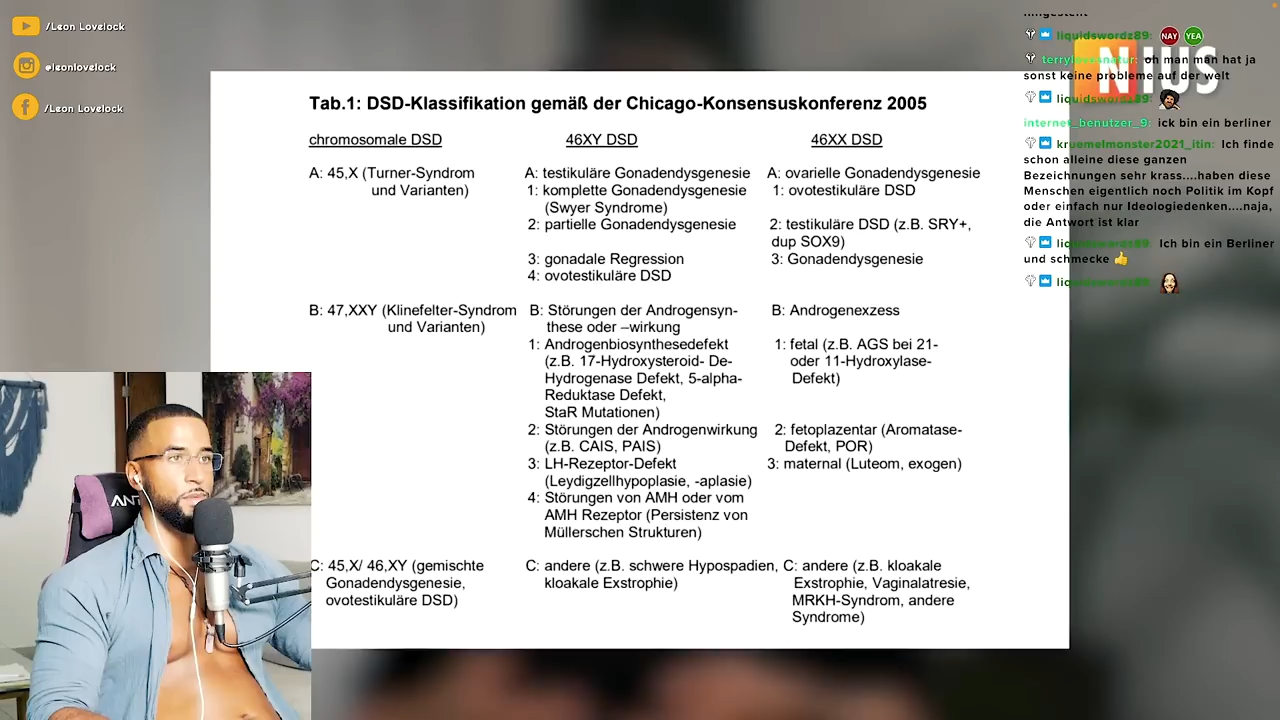 /Leon Lovelock
@leonlovelock
/Leon Lovelock
Tab.1: DSD-Klassifikation gemäß der Chicago-Konsensuskonferenz 2005
chromosomale DSD
46XY DSD
46XX DSD
A: 45,X (Turner-Syndrom
und Varianten)
A: testikuläre Gonadendysgenesie
1: komplette Gonadendysgenesie
(Swyer Syndrome)
2: partielle Gonadendysgenesie
3: gonadale Regression
4: ovotestikuläre DSD
A: ovarielle Gonadendysgenesie
1: ovotestikuläre DSD
2: testikuläre DSD (z.B. SRY+,
dup SOX9)
3: Gonadendysgenesie
B: 47,XXY (Klinefelter-Syndrom
und Varianten)
B: Störungen der Androgensyn-
these oder –wirkung
1: Androgenbiosynthesedefekt
(z.B. 17-Hydroxysteroid- De-
Hydrogenase Defekt, 5-alpha-
Reduktase Defekt,
StaR Mutationen)
2: Störungen der Androgenwirkung
(z.B. CAIS, PAIS)
3: LH-Rezeptor-Defekt
(Leydigzellhypoplasie, -aplasie)
4: Störungen von AMH oder vom
AMH Rezeptor (Persistenz von
Müllerschen Strukturen)
B: Androgenexzess
1: fetal (z.B. AGS bei 21-
oder 11-Hydroxylase-
Defekt)
2: fetoplazentar (Aromatase-
Defekt, POR)
3: maternal (Luteom, exogen)
C: 45,X/ 46,XY (gemischte
Gonadendysgenesie,
ovotestikuläre DSD)
C: andere (z.B. schwere Hypospadien,
kloakale Exstrophie)
C: andere (z.B. kloakale
Exstrophie, Vaginalatresie,
MRKH-Syndrom, andere
Syndrome)
ANT
NIUS
liquidswordz89: NAY YEA
oh man man hat ja
sonst keine probleme auf der welt
liquidswordz89:
internet_benutzer_9: ick bin ein berliner
kruemelmonster2021_itin: Ich finde
schon alleine diese ganzen
Bezeichnungen sehr krass....haben diese
Menschen eigentlich noch Politik im Kopf
oder einfach nur Ideologiedenken....naja,
die Antwort ist klar
liquidswordz89: Ich bin ein Berliner
und schmecke 👍
liquidswordz89: